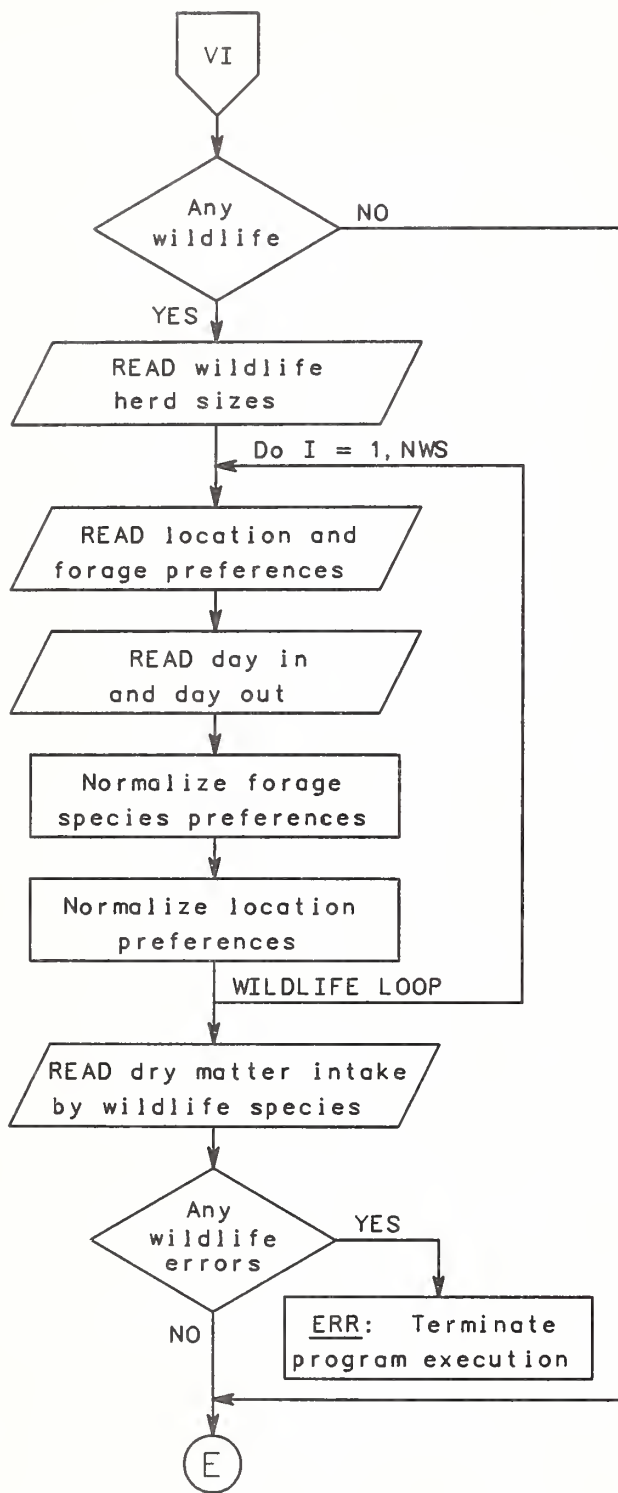 VI
Any
wildlife
NO
YES
READ wildlife
herd sizes
Do I = 1, NWS
READ location and
forage preferences
READ day in
and day out
Normalize forage
species preferences
Normalize location
preferences
WILDLIFE LOOP
READ dry matter intake
by wildlife species
Any
wildlife
errors
YES
NO
ERR: Terminate
program execution
E